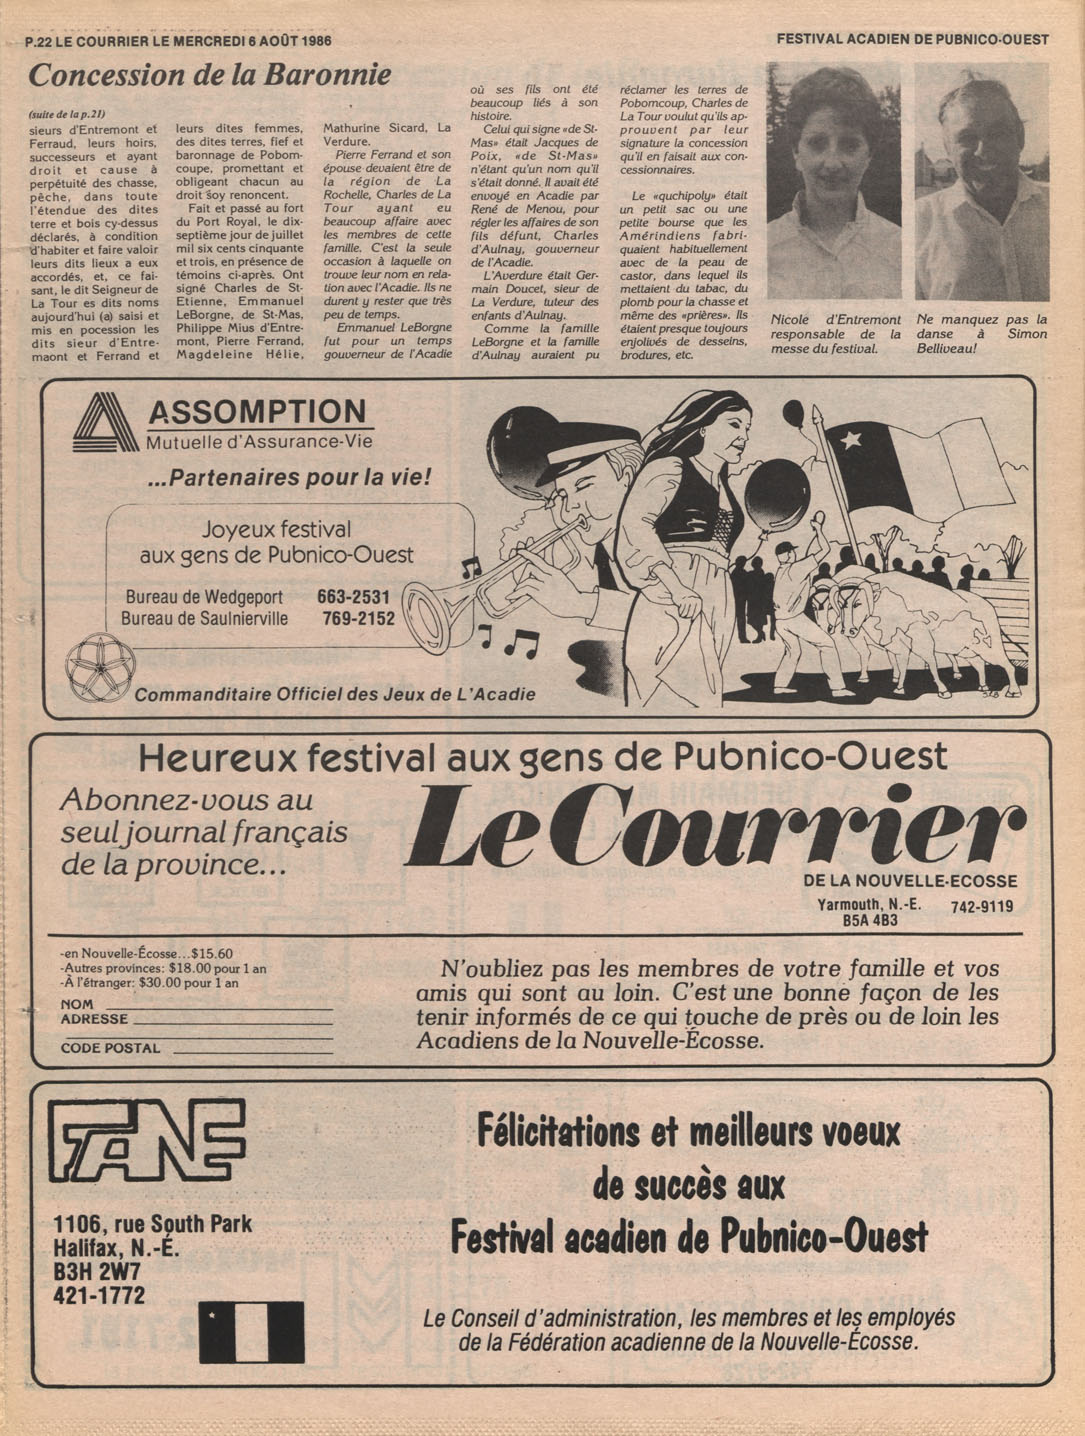 P.22 LE COURRIER LE MERCREDI 6 AOÛT 1986
FESTIVAL ACADIEN DE PUBNICO-OUEST
Concession de la Baronnie
(suite de la p.21)
sieurs d'Entremont et
Ferraud, leurs hoirs,
successeurs et ayant
droit et cause à
perpétuité des chasse,
pêche, dans toute
l'étendue des dites
terre et bois cy-dessus
déclarés, à condition
d'habiter et faire valoir
leurs dits lieux a eux
accordés, et, ce fai-
sant, le dit Seigneur de
La Tour es dits noms
aujourd'hui (a) saisi et
mis en pocession les
dits sieur d'Entre-
maont et Ferrand et
leurs dites femmes,
des dites terres, fief et
baronnage de Pobom-
coupe, promettant et
obligeant chacun au
droit soy renoncent.
Fait et passé au fort
du Port Royal, le dix-
septième jour de juillet
mil six cents cinquante
et trois, en présence de
témoins ci-après. Ont
signé Charles de St-
Etienne, Emmanuel
LeBorgne, de St-Mas,
Philippe Mius d'Entre-
mont, Pierre Ferrand,
Magdeleine Hélie,
Mathurine Sicard, La
Verdure.
Pierre Ferrand et son
épouse devaient être de
la région de La
Rochelle, Charles de La
Tour ayant eu
beaucoup affaire avec
les membres de cette
famille. C'est la seule
occasion à laquelle on
trouve leur nom en rela-
tion avec l'Acadie. Ils ne
durent y rester que très
peu de temps.
Emmanuel LeBorgne
fut pour un temps
gouverneur de l'Acadie
où ses fils ont été
beaucoup liés à son
histoire.
Celui qui signe «de St-
Mas» était Jacques de
Poix, «de St-Mas»
n'étant qu'un nom qu'il
s'était donné. Il avait été
envoyé en Acadie par
René de Menou, pour
régler les affaires de son
fils défunt, Charles
d'Aulnay, gouverneur
de l'Acadie.
L'Averdure était Ger-
main Doucet, sieur de
La Verdure, tuteur des
enfants d'Aulnay.
Comme la famille
LeBorgne et la famille
d'Aulnay auraient pu
réclamer les terres de
Pobomcoup, Charles de
La Tour voulut qu'ils ap-
prouvent par leur
signature la concession
qu'il en faisait aux con-
cessionnaires.
Le «quchipoly» était
un petit sac ou une
petite bourse que les
Amérindiens fabri-
quaient habituellement
avec de la peau de
castor, dans lequel ils
mettaient du tabac, du
plomb pour la chasse et
même des «prières». Ils
étaient presque toujours
enjolivés de desseins,
brodures, etc.
Nicole d'Entremont
responsable de la
messe du festival.
Ne manquez pas la
danse à Simon
Belliveau!
ASSOMPTION
Mutuelle d'Assurance-Vie
...Partenaires pour la vie!
Joyeux festival
aux gens de Pubnico-Ouest
Bureau de Wedgeport 663-2531
Bureau de Saulnierville 769-2152
Commanditaire Officiel des Jeux de L'Acadie
Heureux festival aux gens de Pubnico-Ouest
Abonnez-vous au
seul journal français
de la province...
Le Courrier
DE LA NOUVELLE-ECOSSE
Yarmouth, N.-E. 742-9119
B5A 4B3
-en Nouvelle-Écosse...$15.60
-Autres provinces: $18.00 pour 1 an
-À l'étranger: $30.00 pour 1 an
NOM
ADRESSE
CODE POSTAL
N'oubliez pas les membres de votre famille et vos
amis qui sont au loin. C'est une bonne façon de les
tenir informés de ce qui touche de près ou de loin les
Acadiens de la Nouvelle-Écosse.
FANE
1106, rue South Park
Halifax, N.-É.
B3H 2W7
421-1772
Félicitations et meilleurs voeux
de succès aux
Festival acadien de Pubnico-Ouest
Le Conseil d'administration, les membres et les employés
de la Fédération acadienne de la Nouvelle-Écosse.